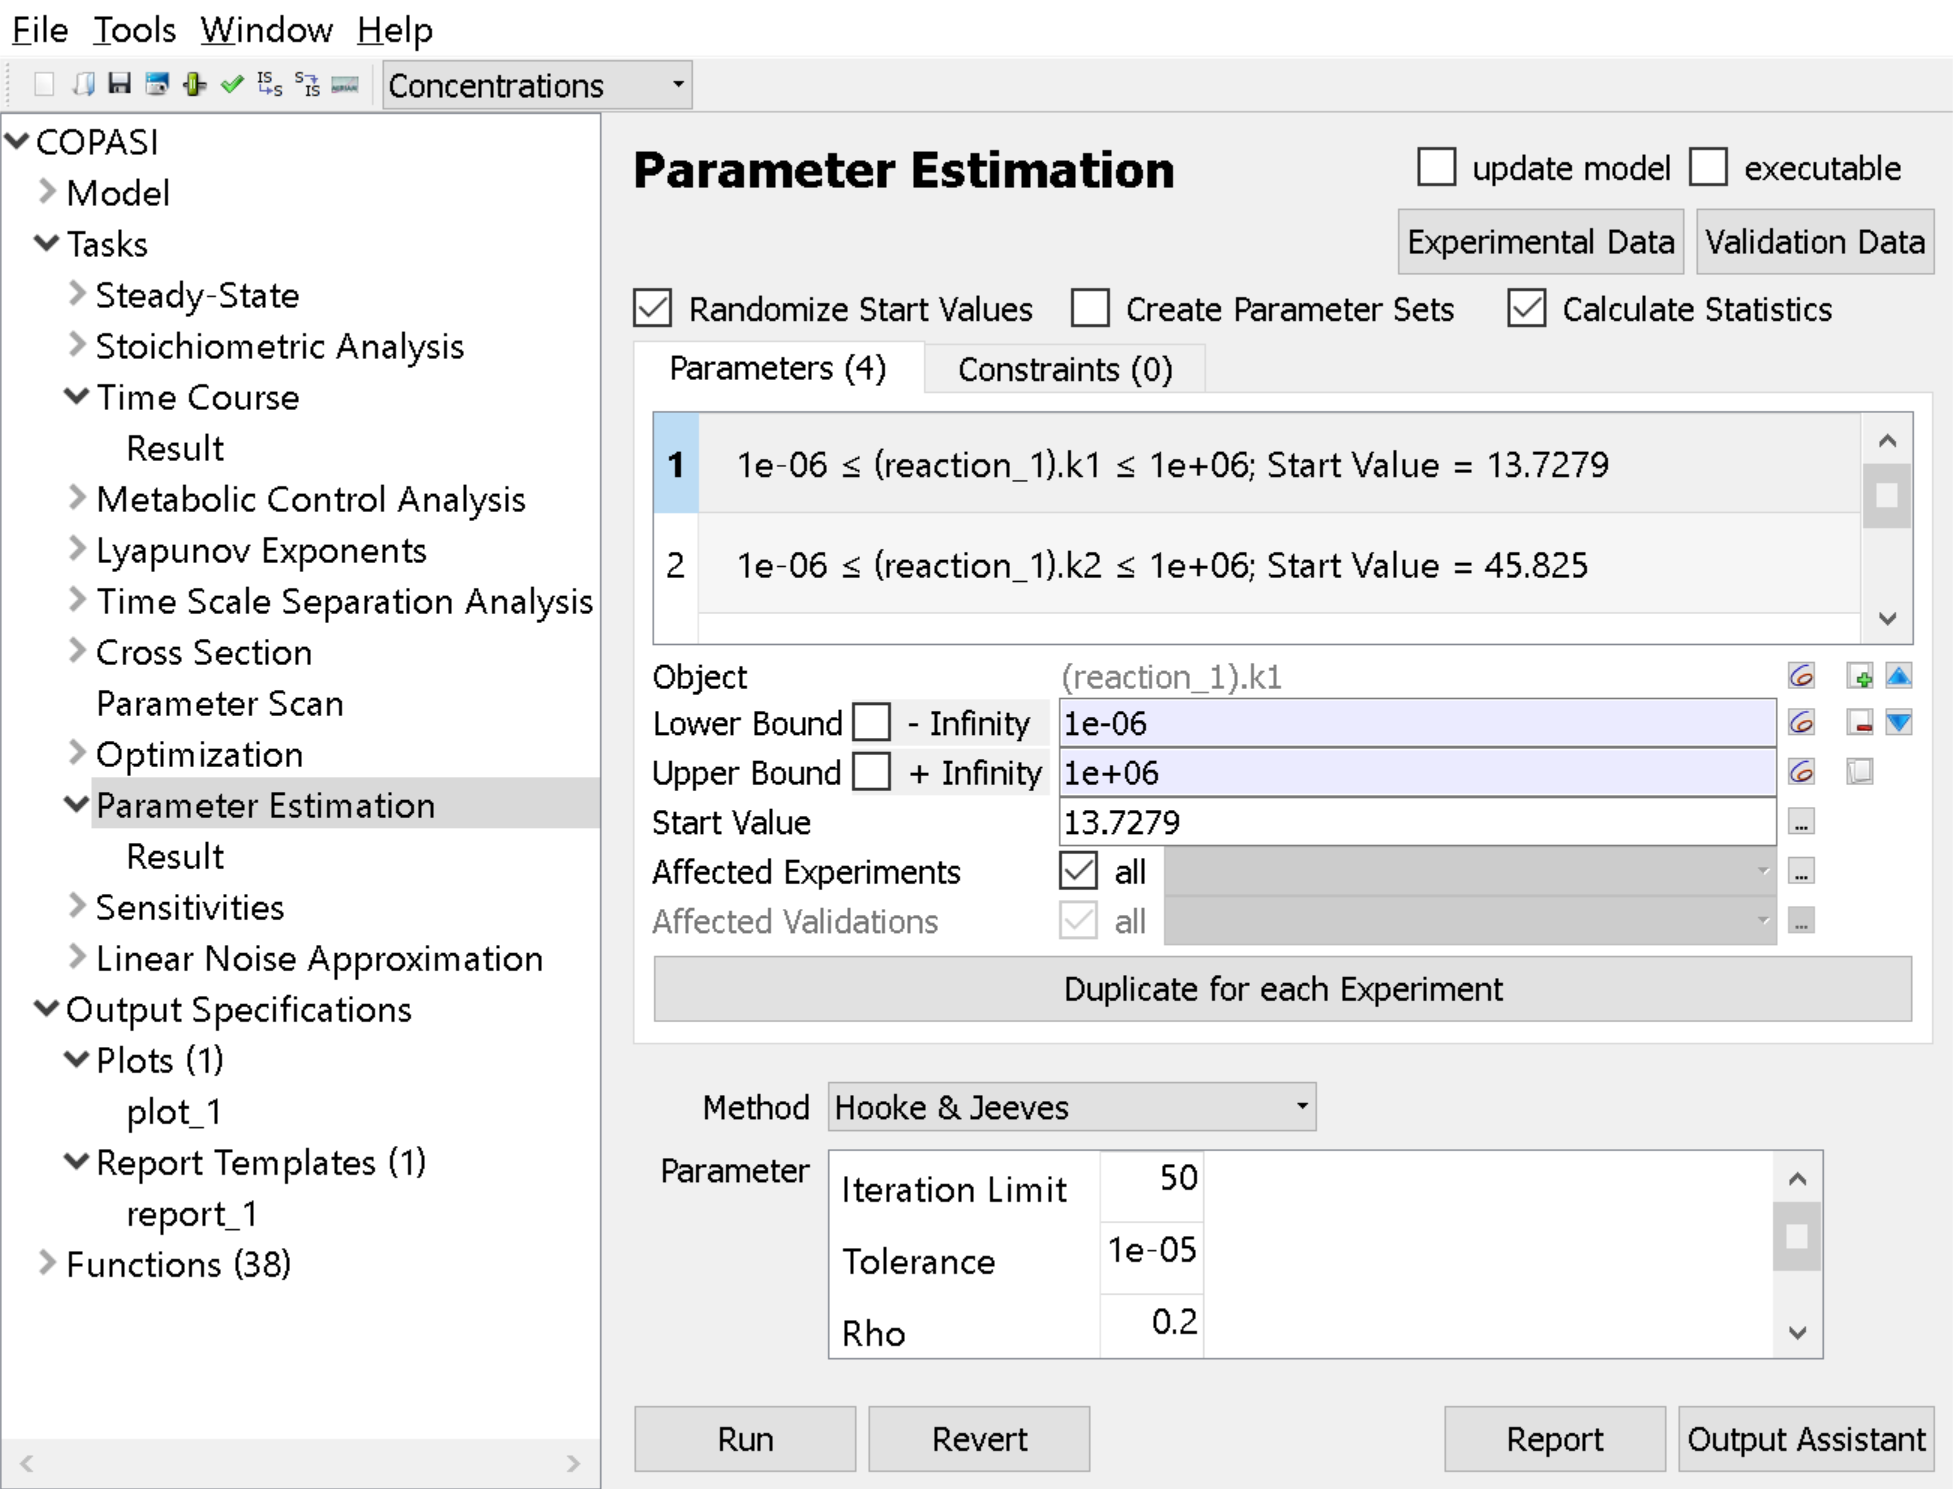 File Tools Window Help
IS S S IS Concentrations
COPASI
Model
Tasks
Steady-State
Stoichiometric Analysis
Time Course
Result
Metabolic Control Analysis
Lyapunov Exponents
Time Scale Separation Analysis
Cross Section
Parameter Scan
Optimization
Parameter Estimation
Result
Sensitivities
Linear Noise Approximation
Output Specifications
Plots (1)
plot_1
Report Templates (1)
report_1
Functions (38)
Parameter Estimation
update model executable
Experimental Data Validation Data
Randomize Start Values Create Parameter Sets Calculate Statistics
Parameters (4) Constraints (0)
1 1e-06 ≤ (reaction_1).k1 ≤ 1e+06; Start Value = 13.7279
2 1e-06 ≤ (reaction_1).k2 ≤ 1e+06; Start Value = 45.825
Object (reaction_1).k1
Lower Bound - Infinity 1e-06
Upper Bound + Infinity 1e+06
Start Value 13.7279 ...
Affected Experiments all ...
Affected Validations all ...
Duplicate for each Experiment
Method Hooke & Jeeves
Parameter
Iteration Limit 50
Tolerance 1e-05
Rho 0.2
Run Revert Report Output Assistant